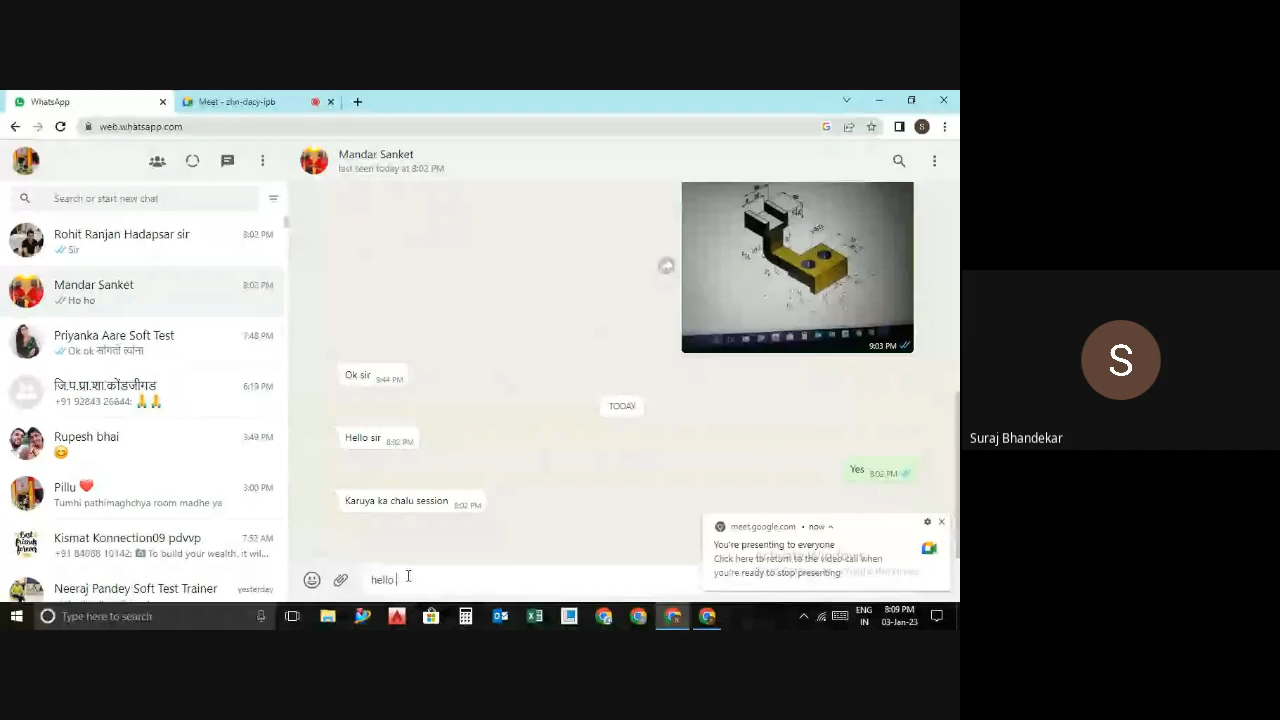 WhatsApp
Meet - zhn-dacy-ipb
web.whatsapp.com
Mandar Sanket
last seen today at 8:02 PM
Search or start new chat
Rohit Ranjan Hadapsar sir
8:02 PM
Sir
Mandar Sanket
8:02 PM
Ho ho
Priyanka Aare Soft Test
7:48 PM
Ok ok सांगतो त्यांना
जि.प.प्रा.शा.कोंडजीगड
6:19 PM
+91 92843 26644: 🙏 🙏
Rupesh bhai
3:49 PM
😊
Pillu ❤️
3:00 PM
Tumhi pathimaghchya room madhe ya
Kismat Konnection09 pdvvp
7:52 AM
+91 84088 10142: 📷 To build your wealth, it wil...
Neeraj Pandey Soft Test Trainer
yesterday
9:03 PM
Ok sir 9:44 PM
TODAY
Hello sir 8:02 PM
Yes 8:02 PM
Karuya ka chalu session 8:02 PM
meet.google.com • now
You're presenting to everyone
Click here to return to the video call when
you're ready to stop presenting
hello
Type here to search
ENG
IN
8:09 PM
03-Jan-23
S
Suraj Bhandekar